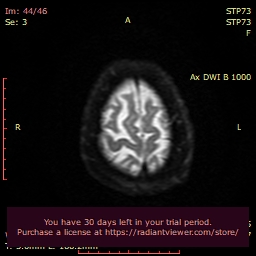 Im: 44/46
Se: 3
A
STP73
STP73
F
Ax DWI B 1000
R
L
You have 30 days left in your trial period.
Purchase a license at https://radiantviewer.com/store/